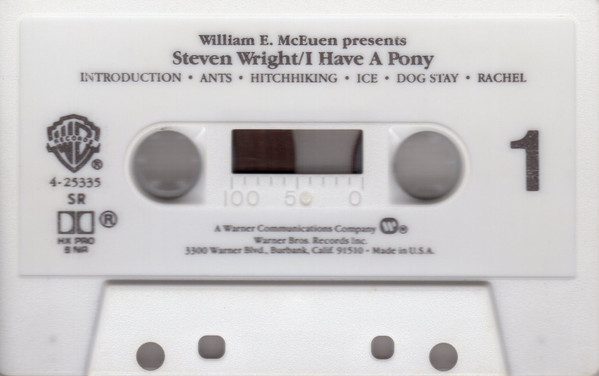 William E. McEuen presents
Steven Wright/I Have A Pony
INTRODUCTION • ANTS • HITCHHIKING • ICE • DOG STAY • RACHEL
WB
RECORDS
®
4-25335
SR
1
100 50 0
®
HX PRO
B NR
A Warner Communications Company ®
Warner Bros. Records Inc.
3300 Warner Blvd., Burbank, Calif. 91510 - Made in U.S.A.